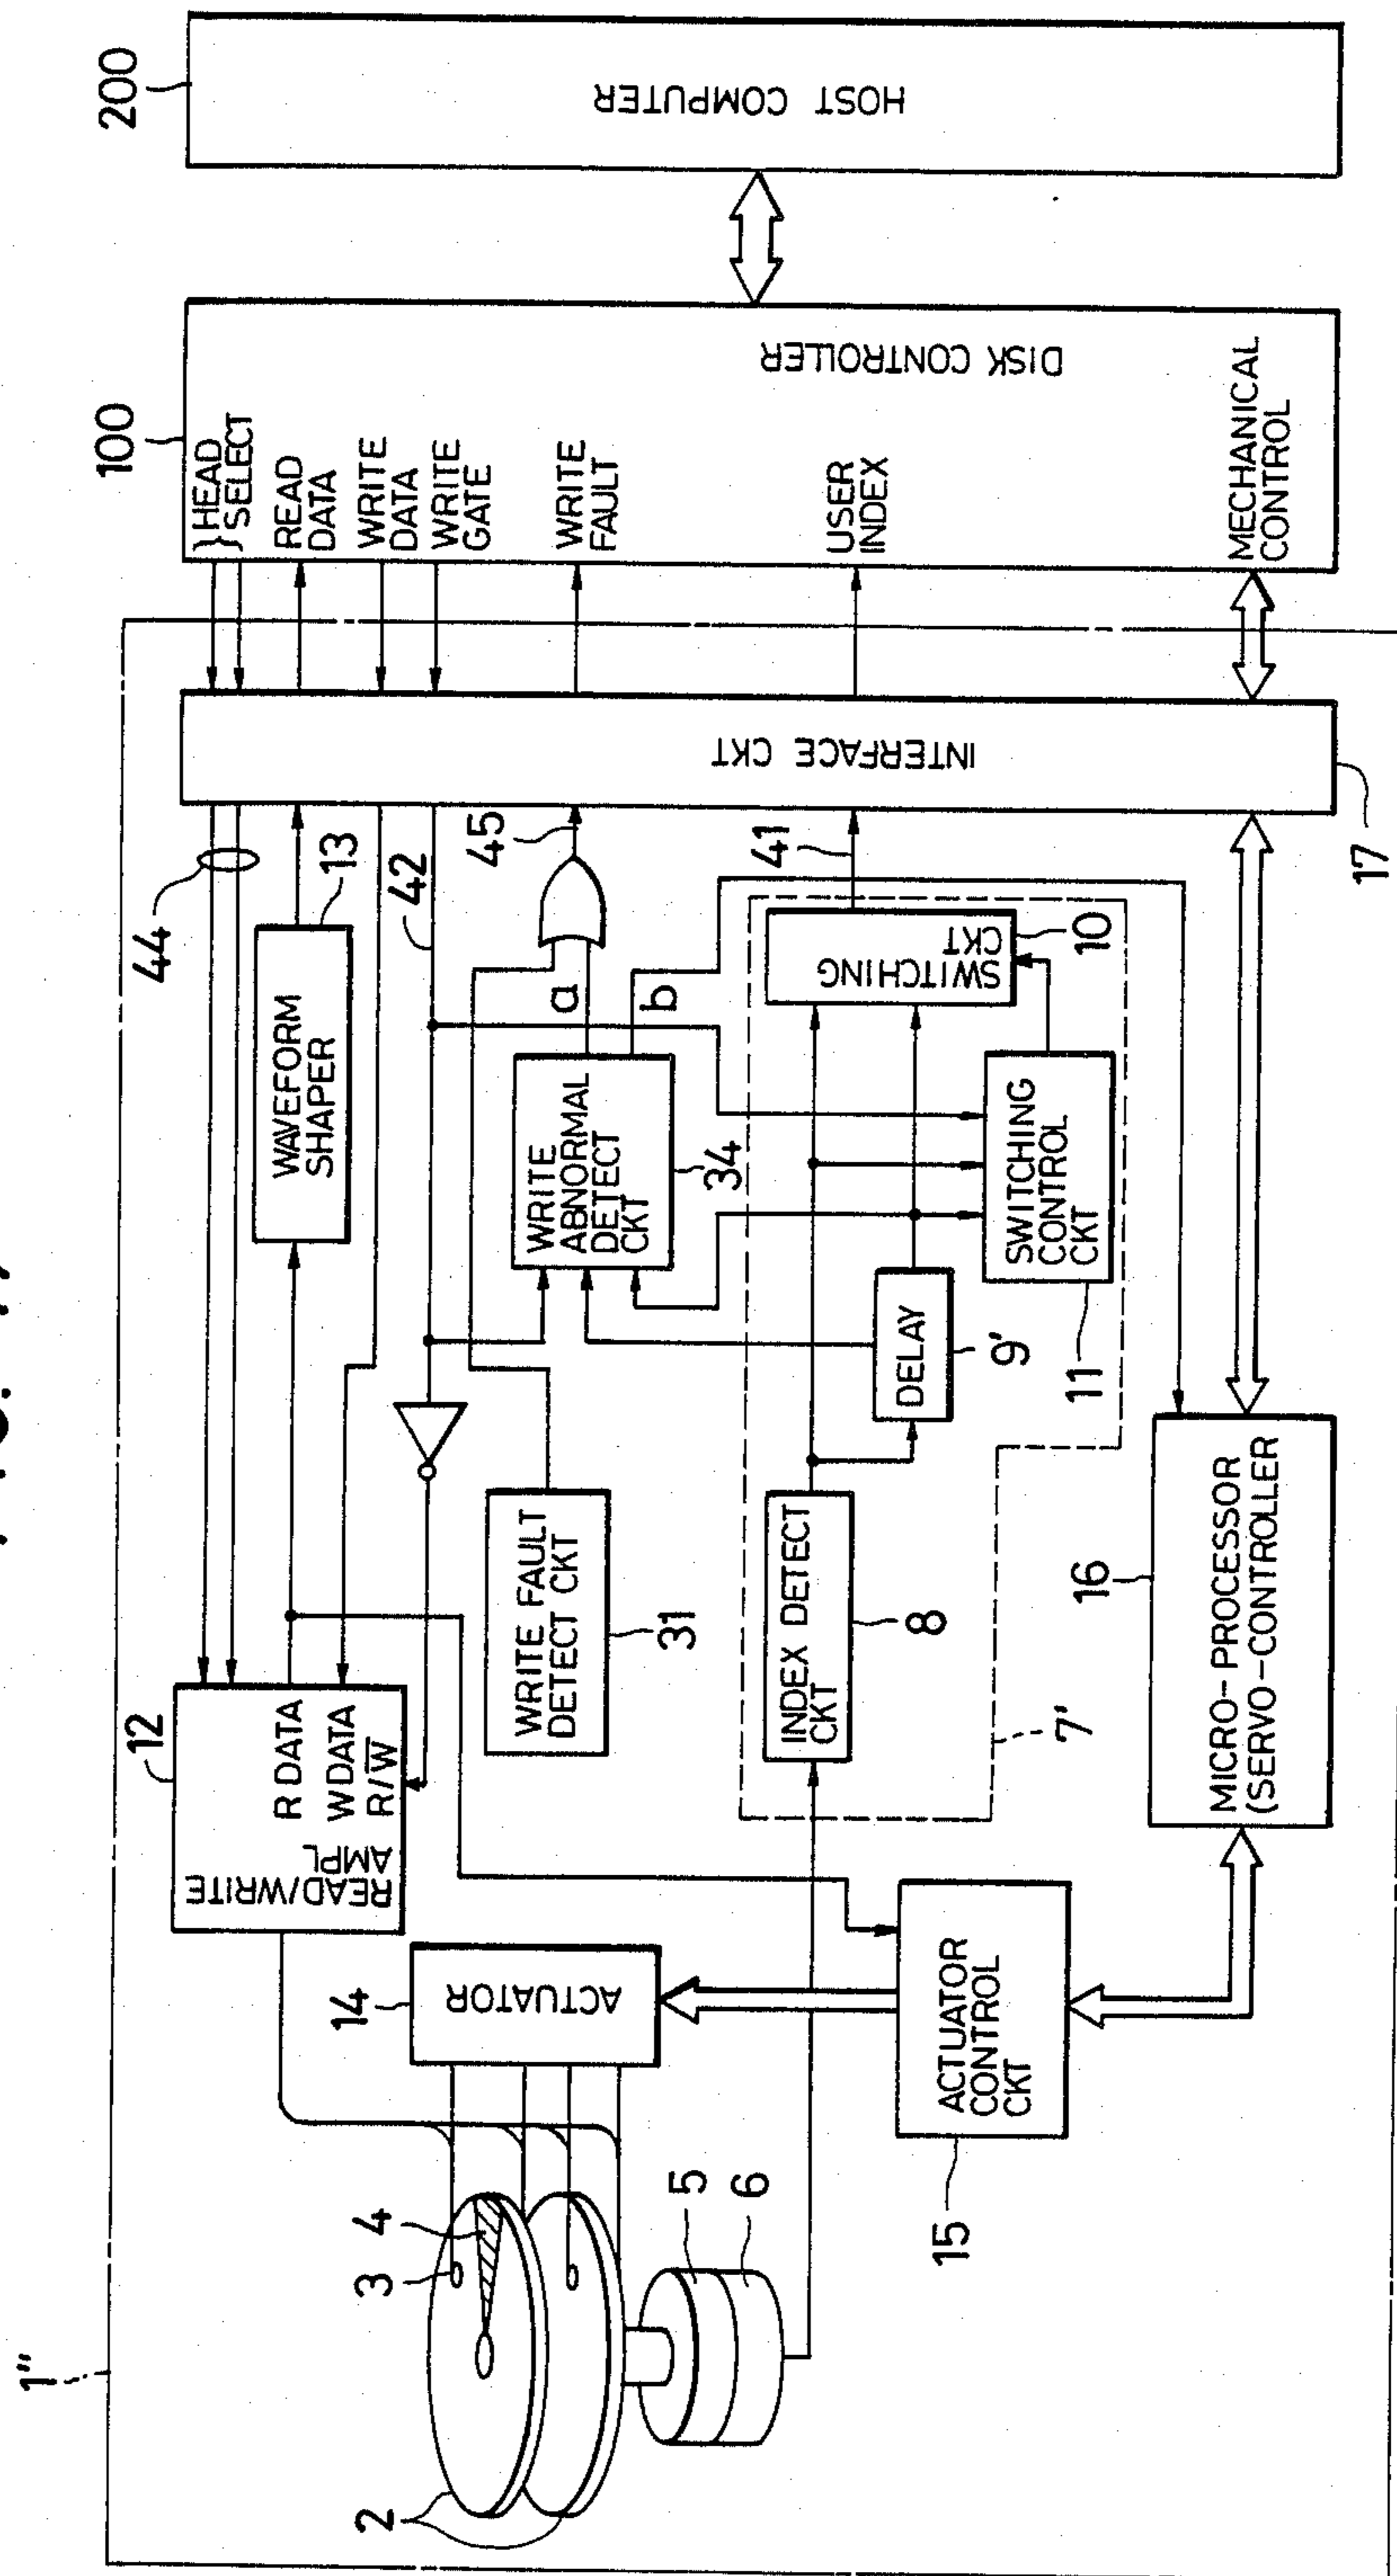 1"
2
3
4
5
6
14
ACTUATOR
15
ACTUATOR
CONTROL
CKT
12
READ/WRITE
AMPL
R DATA
W DATA
R/W̅
WRITE FAULT
DETECT CKT
31
INDEX DETECT
CKT
8
7'
16
MICRO-PROCESSOR
(SERVO-CONTROLLER)
WAVEFORM
SHAPER
13
44
42
WRITE
ABNORMAL
DETECT
CKT
34
a
b
45
DELAY
9'
SWITCHING
CONTROL
CKT
11
SWITCHING
CKT
10
41
INTERFACE CKT
17
100
}HEAD
}SELECT
READ
DATA
WRITE
DATA
WRITE
GATE
WRITE
FAULT
USER
INDEX
MECHANICAL
CONTROL
DISK CONTROLLER
200
HOST COMPUTER